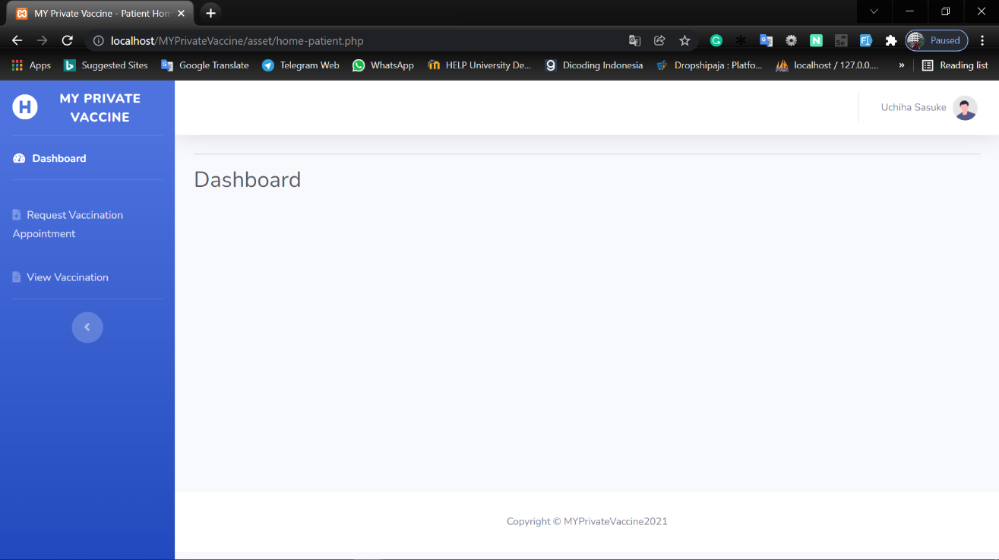 MY Private Vaccine - Patient Hom
localhost/MYPrivateVaccine/asset/home-patient.php
Paused
Apps
Suggested Sites
Google Translate
Telegram Web
WhatsApp
HELP University De...
Dicoding Indonesia
Dropshipaja : Platfo...
localhost / 127.0.0....
»
Reading list
H
MY PRIVATE
VACCINE
Uchiha Sasuke
Dashboard
Dashboard
Request Vaccination
Appointment
View Vaccination
Copyright © MYPrivateVaccine2021